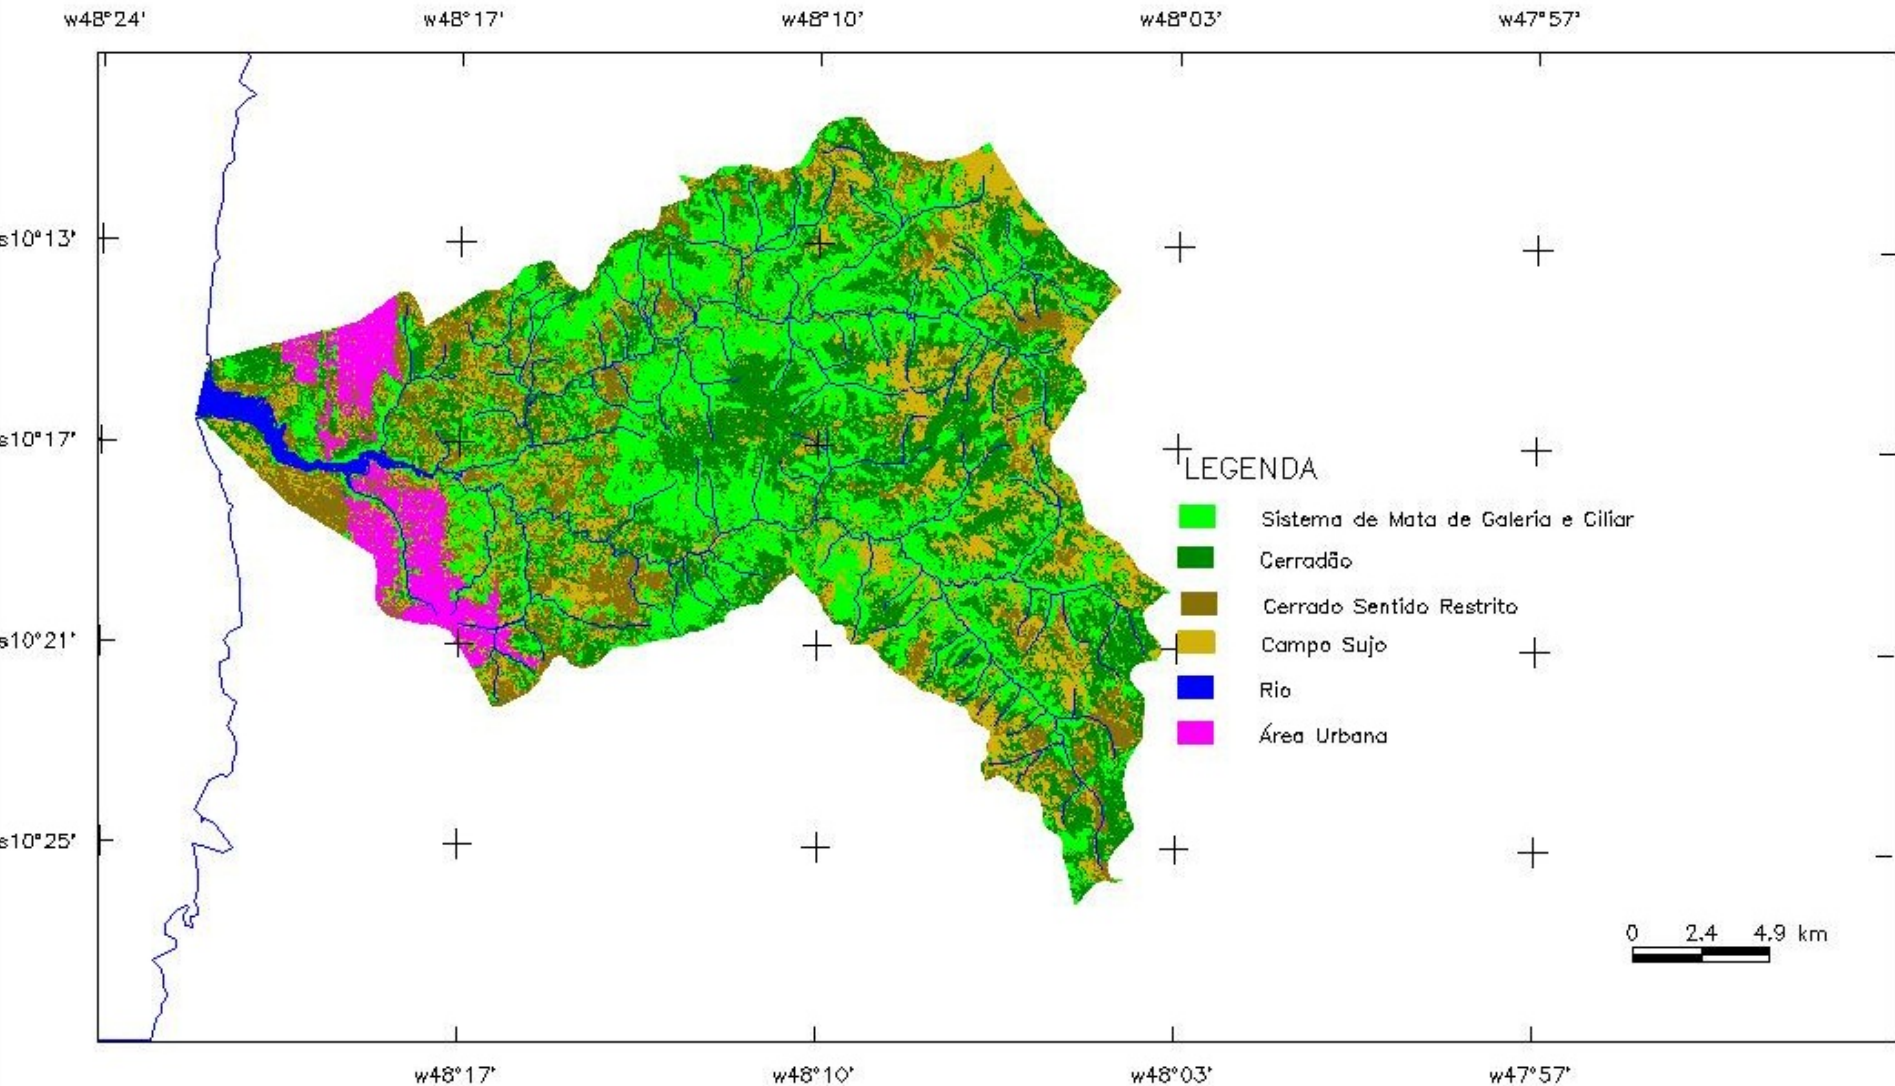 w48°24' w48°17' w48°10' w48°03' w47°57'
s10°13'
s10°17'
LEGENDA
Sistema de Mata de Galeria e Ciliar
Cerradão
Cerrado Sentido Restrito
s10°21'
Campo Sujo
Rio
Área Urbana
s10°25'
0 2.4 4.9 km
w48°17' w48°10' w48°03' w47°57'